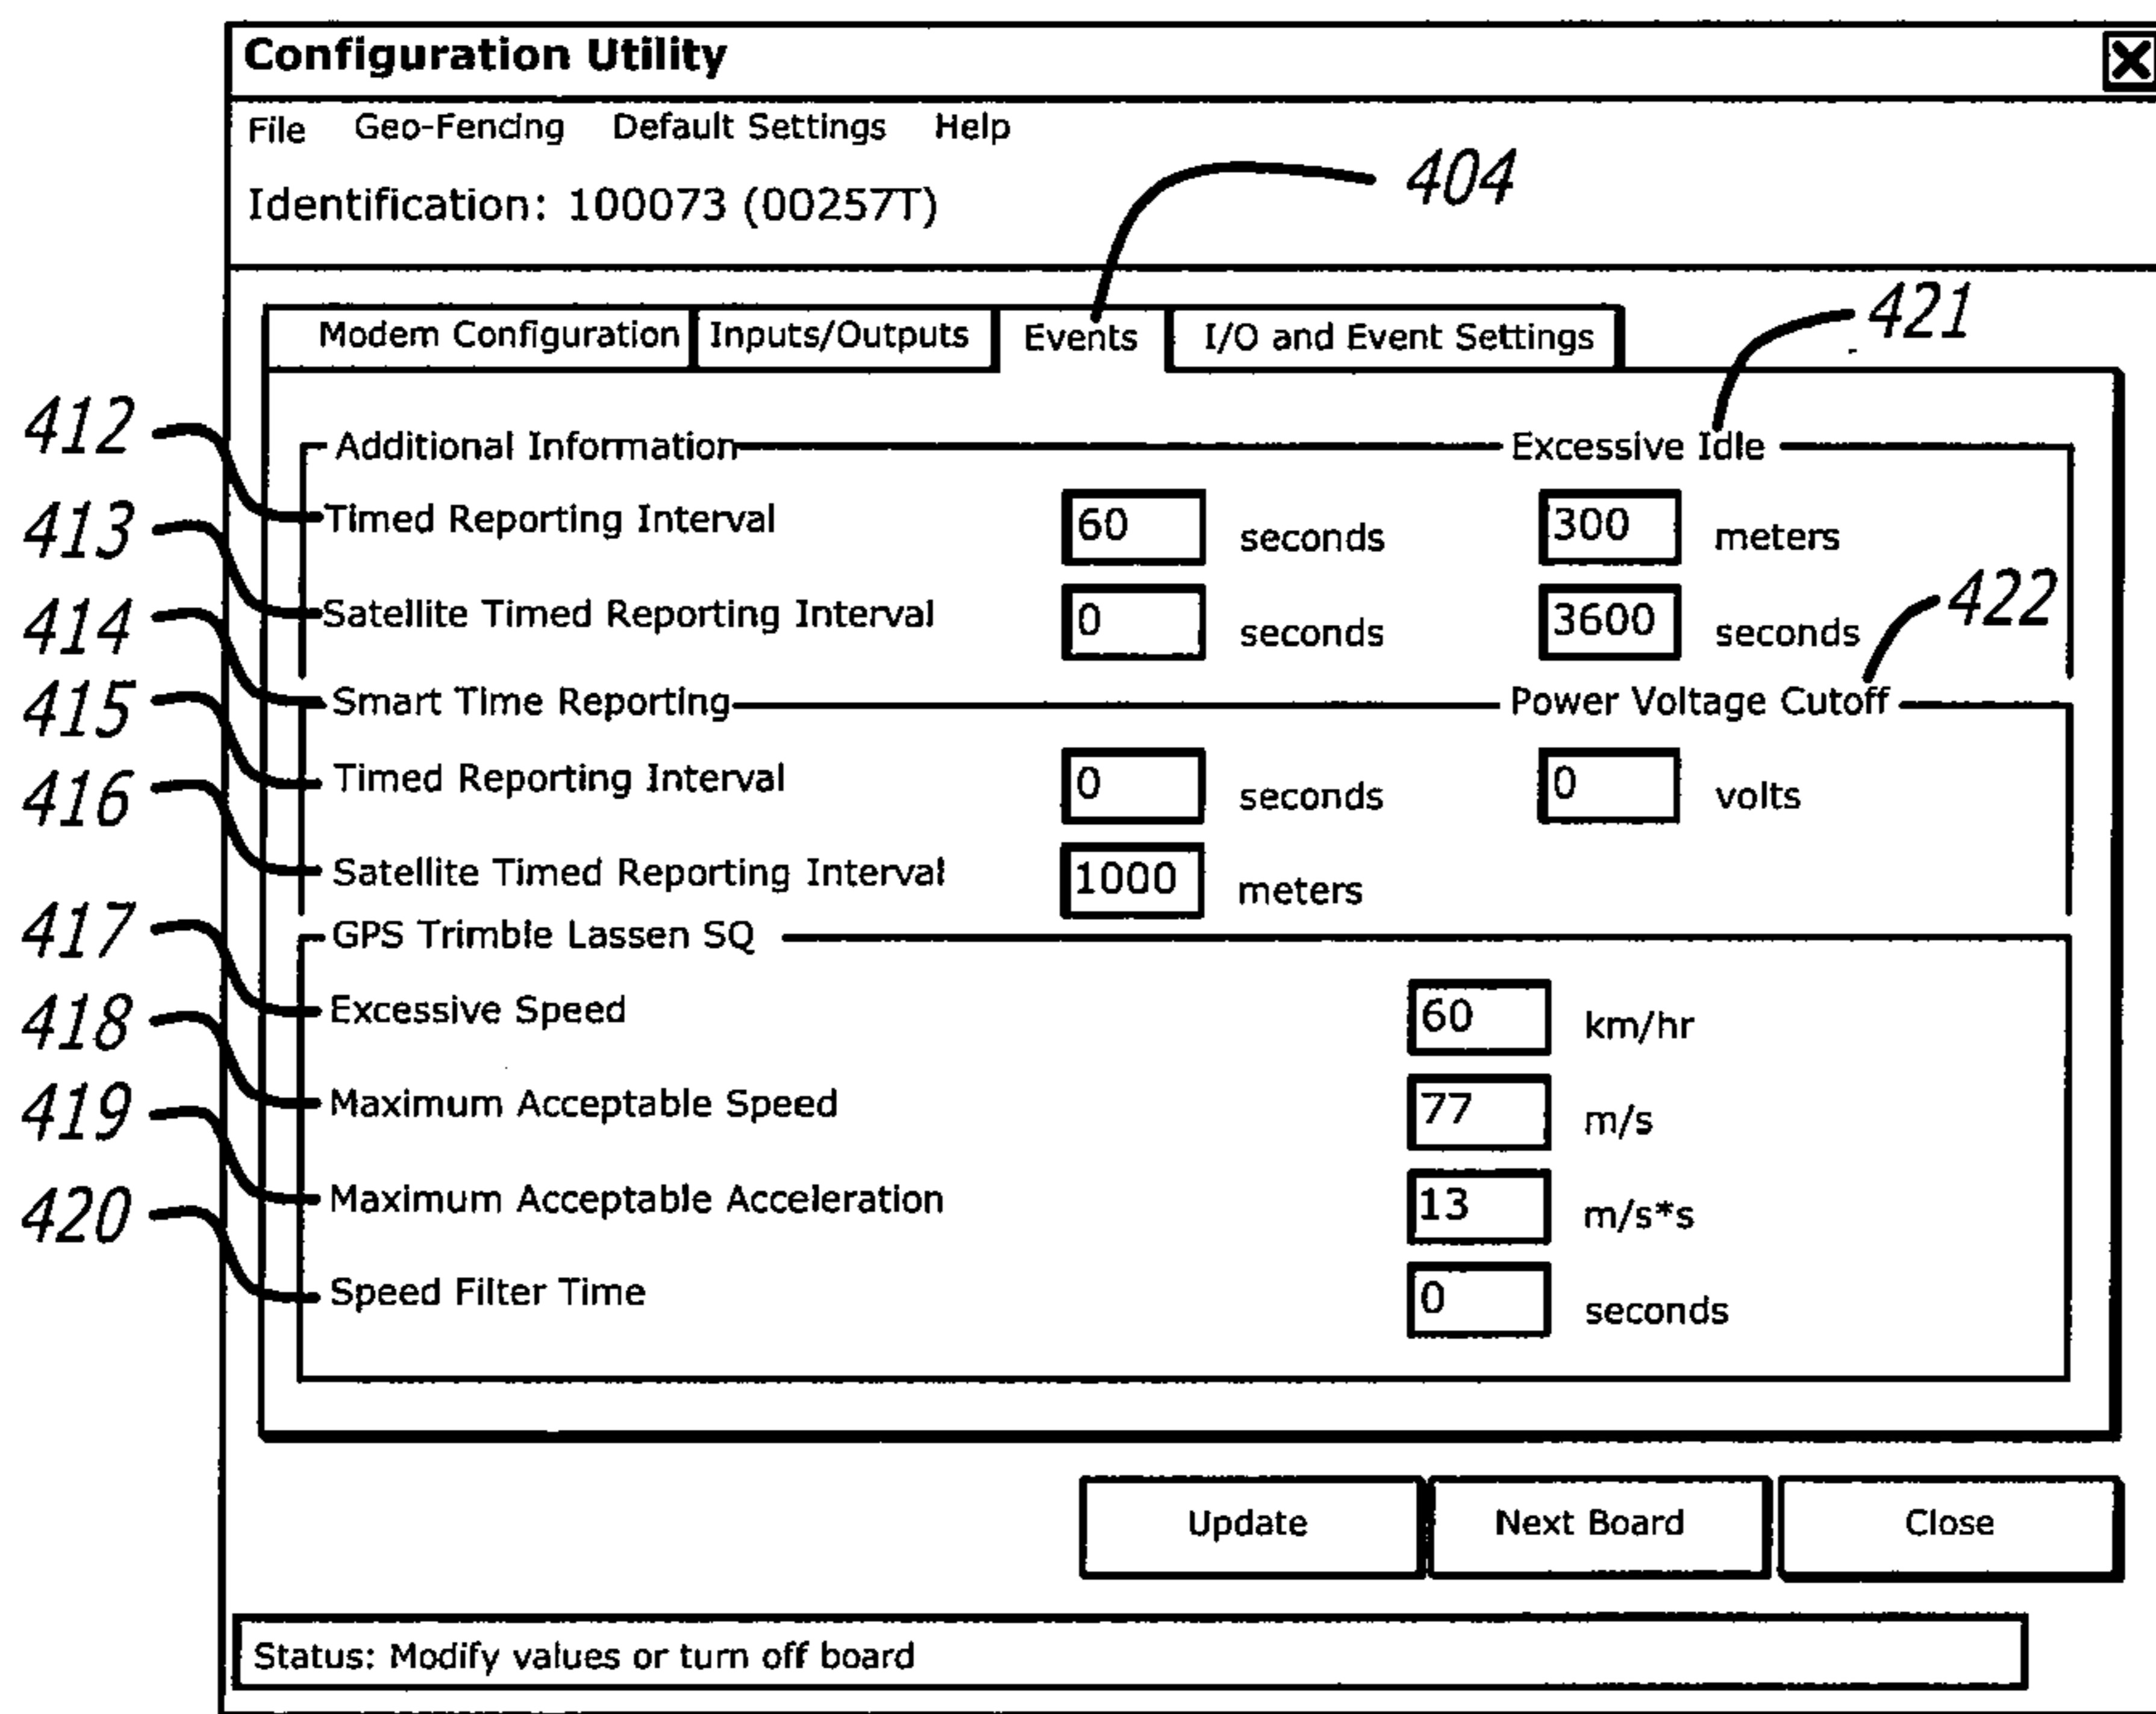 Configuration Utility
File Geo-Fencing Default Settings Help
Identification: 100073 (00257T)
404
Modem Configuration Inputs/Outputs Events I/O and Event Settings
421
412
Additional Information Excessive Idle
Timed Reporting Interval 60 seconds 300 meters
413
Satellite Timed Reporting Interval 0 seconds 3600 seconds
422
414
Smart Time Reporting Power Voltage Cutoff
415
Timed Reporting Interval 0 seconds 0 volts
416
Satellite Timed Reporting Interval 1000 meters
GPS Trimble Lassen SQ
417
Excessive Speed 60 km/hr
418
Maximum Acceptable Speed 77 m/s
419
Maximum Acceptable Acceleration 13 m/s*s
420
Speed Filter Time 0 seconds
Update Next Board Close
Status: Modify values or turn off board